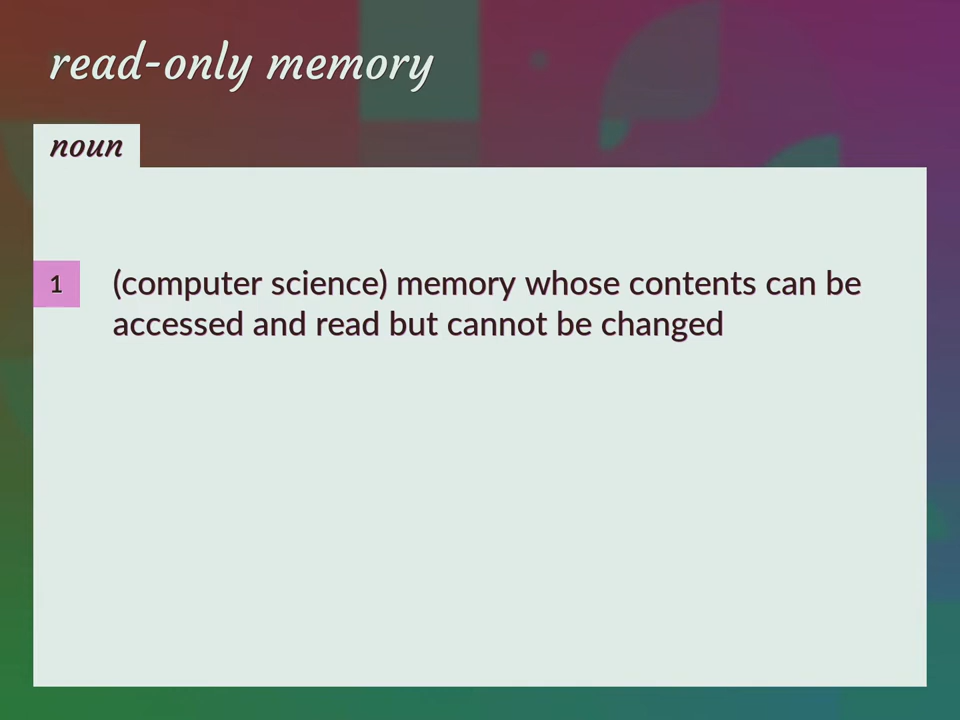 read-only memory
noun
1
(computer science) memory whose contents can be
accessed and read but cannot be changed